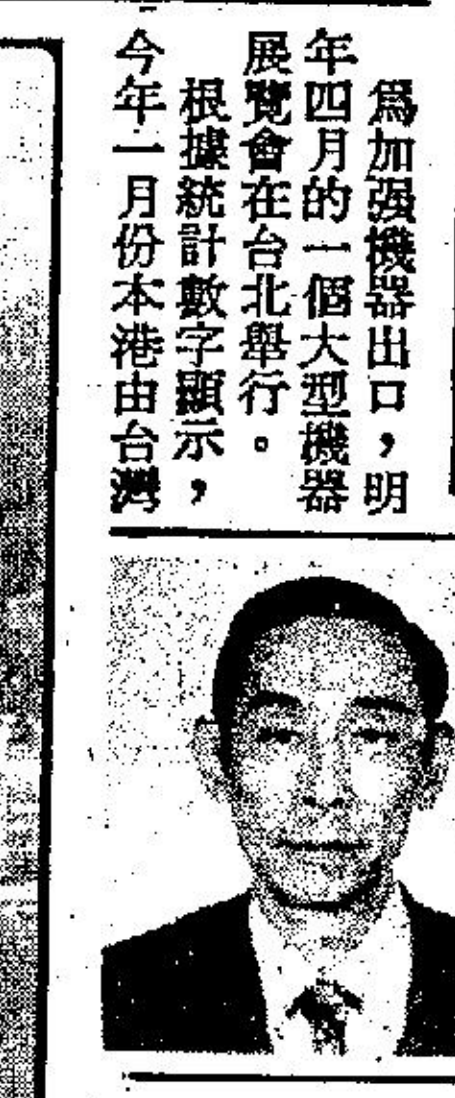 爲加强機器出口，明
年四月的一個大型機器
展覽會在台北舉行。
根據統計數字顯示，
今年一月份本港由台灣